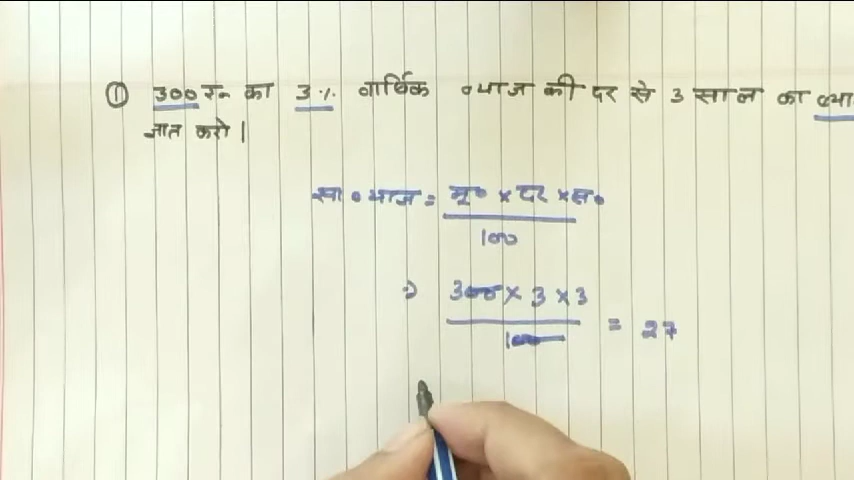 ① 300 रु० का 3% वार्षिक ब्याज की दर से 3 साल का ब्या
ज्ञात करो।
सा० ब्याज = मू० × दर × स०
100
⇒ 300 × 3 × 3
100
= 27